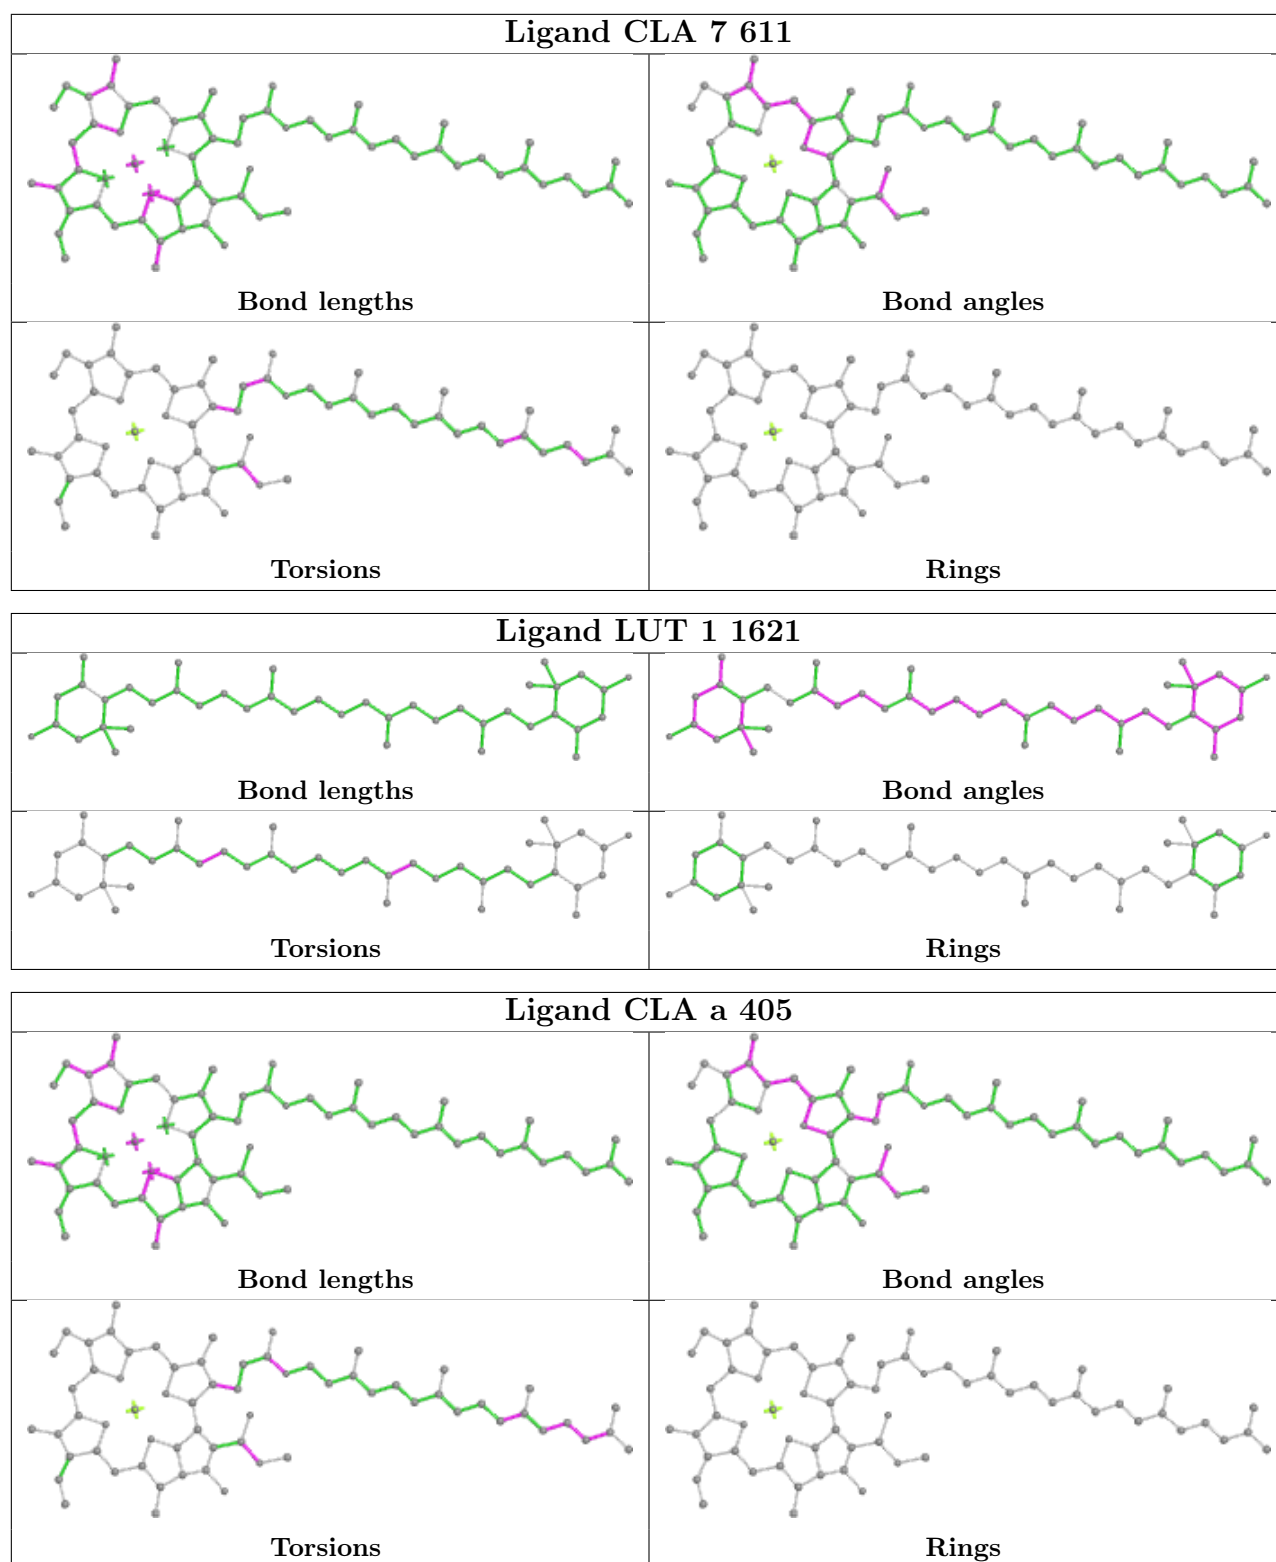 Ligand CLA 7 611
Bond lengths
Bond angles
Torsions
Rings
Ligand LUT 1 1621
Bond lengths
Bond angles
Torsions
Rings
Ligand CLA a 405
Bond lengths
Bond angles
Torsions
Rings